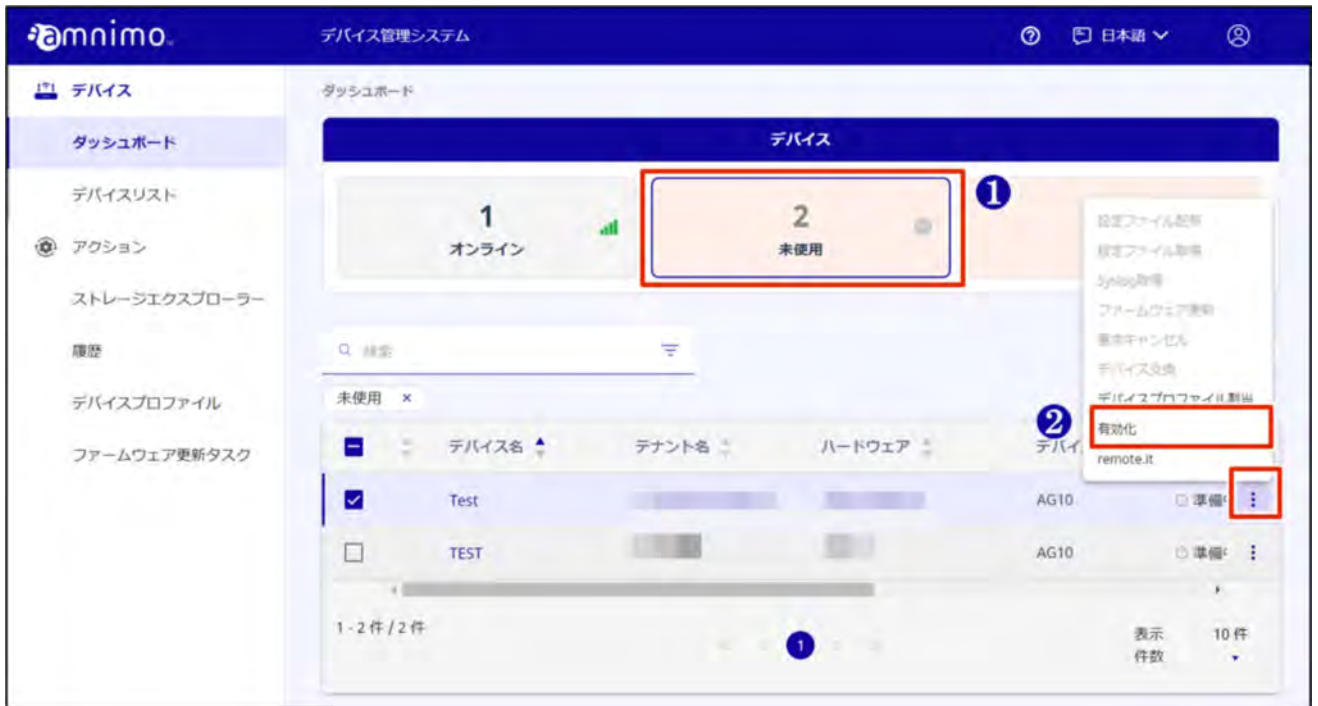 amnimo
デバイス管理システム
日本語
デバイス
ダッシュボード
デバイスリスト
アクション
ストレージエクスプローラー
履歴
デバイスプロファイル
ファームウェア更新タスク
ダッシュボード
デバイス
1
オンライン
2
未使用
1
設定ファイル配布
設定ファイル取得
Syslog取得
ファームウェア更新
要求キャンセル
デバイス交換
デバイスプロファイル割当
2
有効化
remote.it
検索
未使用 ×
デバイス名 テナント名 ハードウェア デバイ
Test AG10 準備
TEST AG10 準備
1 - 2 件 / 2 件
1
表示 10 件
件数